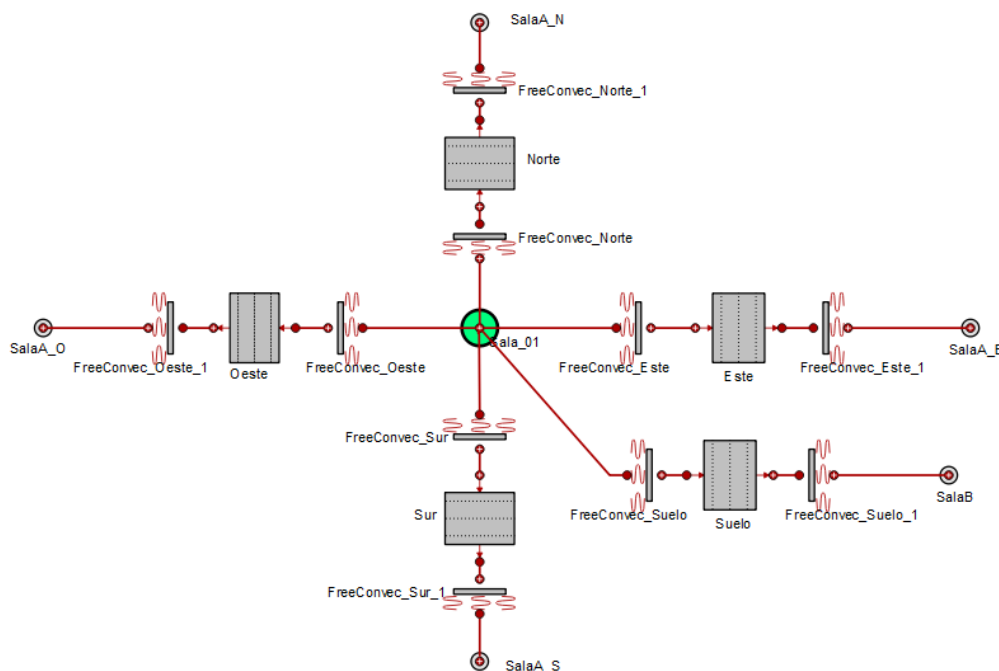 SalaA_N
FreeConvec_Norte_1
Norte
FreeConvec_Norte
Sala_01
SalaA_O
FreeConvec_Oeste_1
Oeste
FreeConvec_Oeste
FreeConvec_Este
Este
FreeConvec_Este_1
SalaA_E
FreeConvec_Sur
FreeConvec_Suelo
Suelo
FreeConvec_Suelo_1
SalaB
Sur
FreeConvec_Sur_1
SalaA_S